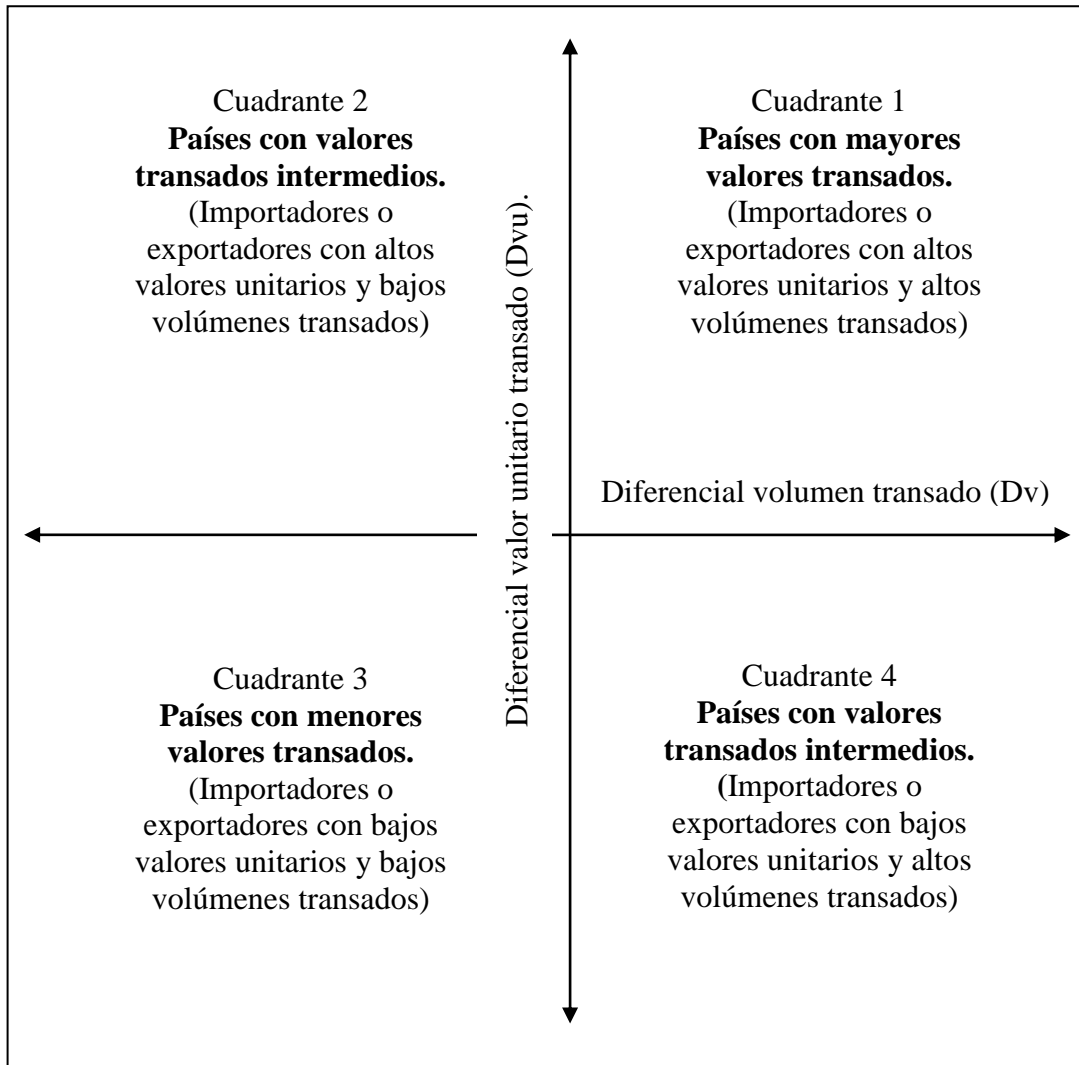 Cuadrante 2
Países con valores
transados intermedios.
(Importadores o
exportadores con altos
valores unitarios y bajos
volúmenes transados)
Cuadrante 1
Países con mayores
valores transados.
(Importadores o
exportadores con altos
valores unitarios y altos
volúmenes transados)
Diferencial valor unitario transado (Dvu).
Diferencial volumen transado (Dv)
Cuadrante 3
Países con menores
valores transados.
(Importadores o
exportadores con bajos
valores unitarios y bajos
volúmenes transados)
Cuadrante 4
Países con valores
transados intermedios.
(Importadores o
exportadores con bajos
valores unitarios y altos
volúmenes transados)